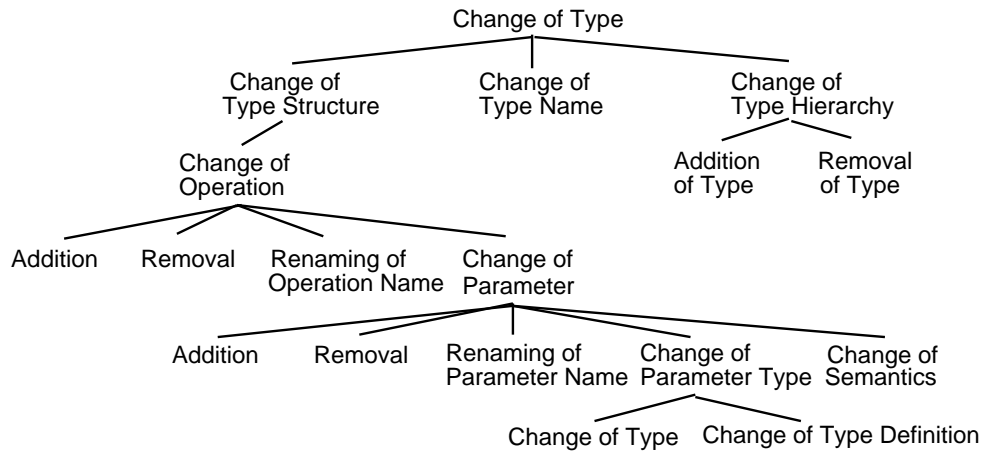 Change of Type
Change of
Type Structure
Change of
Type Name
Change of
Type Hierarchy
Change of
Operation
Addition
of Type
Removal
of Type
Addition
Removal
Renaming of
Operation Name
Change of
Parameter
Addition
Removal
Renaming of
Parameter Name
Change of
Parameter Type
Change of
Semantics
Change of Type
Change of Type Definition